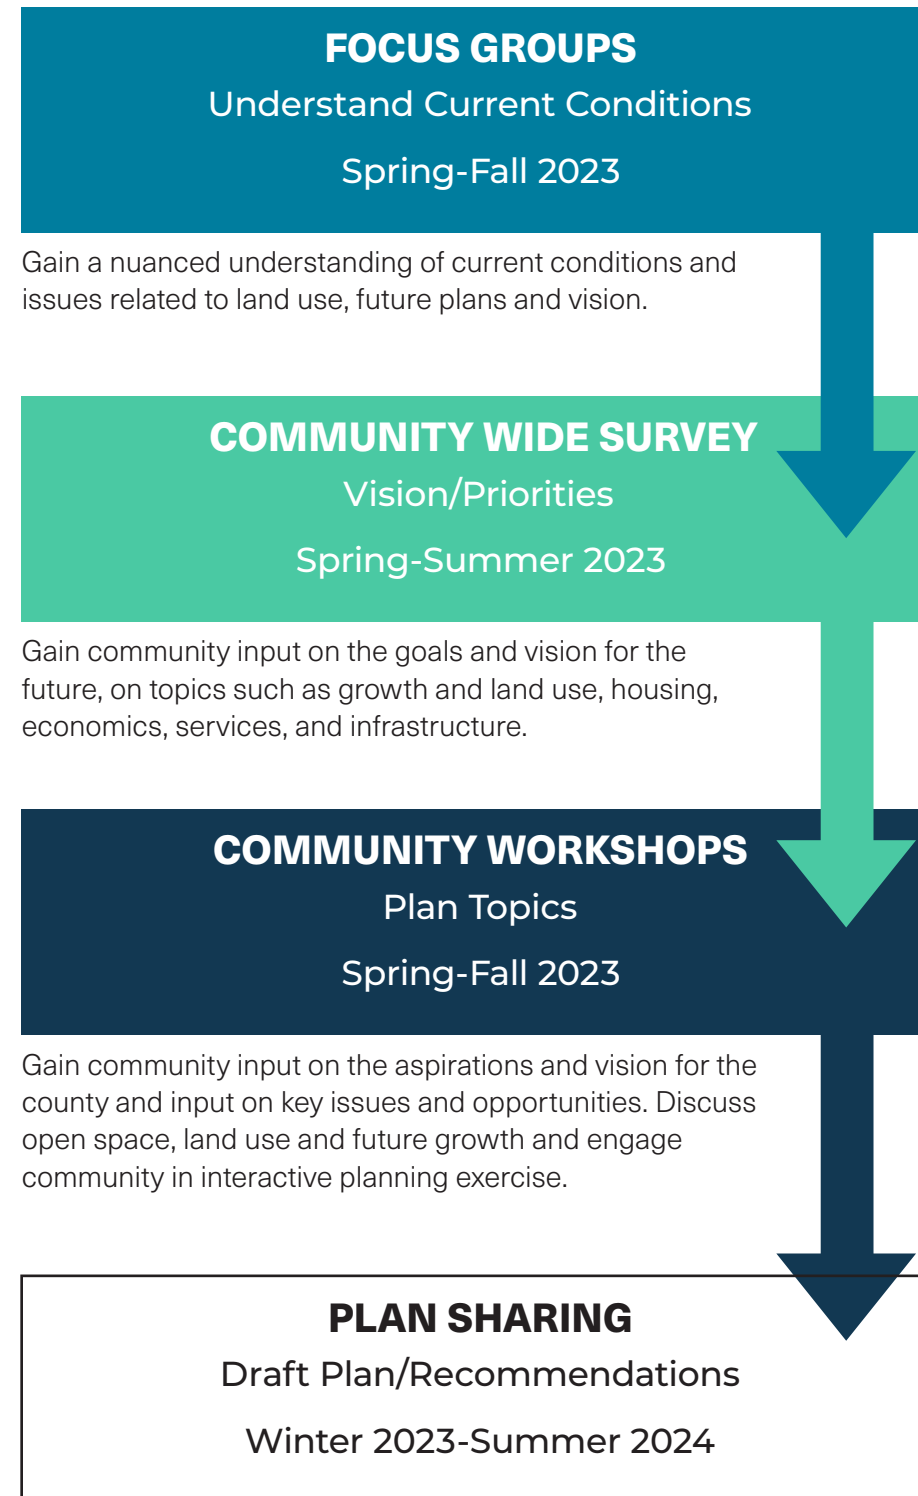 FOCUS GROUPS
Understand Current Conditions
Spring-Fall 2023
Gain a nuanced understanding of current conditions and
issues related to land use, future plans and vision.
COMMUNITY WIDE SURVEY
Vision/Priorities
Spring-Summer 2023
Gain community input on the goals and vision for the
future, on topics such as growth and land use, housing,
economics, services, and infrastructure.
COMMUNITY WORKSHOPS
Plan Topics
Spring-Fall 2023
Gain community input on the aspirations and vision for the
county and input on key issues and opportunities. Discuss
open space, land use and future growth and engage
community in interactive planning exercise.
PLAN SHARING
Draft Plan/Recommendations
Winter 2023-Summer 2024